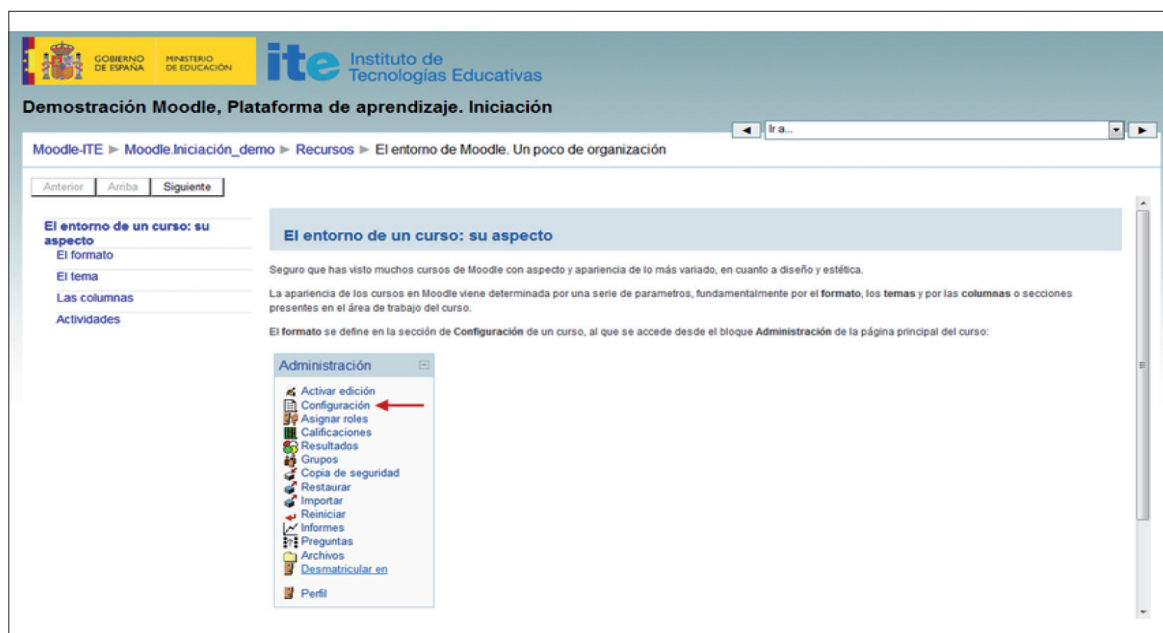 GOBIERNO DE ESPAÑA
MINISTERIO DE EDUCACIÓN
ite Instituto de Tecnologías Educativas
Demostración Moodle, Plataforma de aprendizaje. Iniciación
Ir a...
Moodle-ITE ► Moodle.Iniciación_demo ► Recursos ► El entorno de Moodle. Un poco de organización
Anterior Arriba Siguiente
El entorno de un curso: su
aspecto
El formato
El tema
Las columnas
Actividades
El entorno de un curso: su aspecto
Seguro que has visto muchos cursos de Moodle con aspecto y apariencia de lo más variado, en cuanto a diseño y estética.
La apariencia de los cursos en Moodle viene determinada por una serie de parametros, fundamentalmente por el formato, los temas y por las columnas o secciones
presentes en el área de trabajo del curso.
El formato se define en la sección de Configuración de un curso, al que se accede desde el bloque Administración de la página principal del curso:
Administración
Activar edición
Configuración
Asignar roles
Calificaciones
Resultados
Grupos
Copia de seguridad
Restaurar
Importar
Reiniciar
Informes
Preguntas
Archivos
Desmatricular en
Perfil